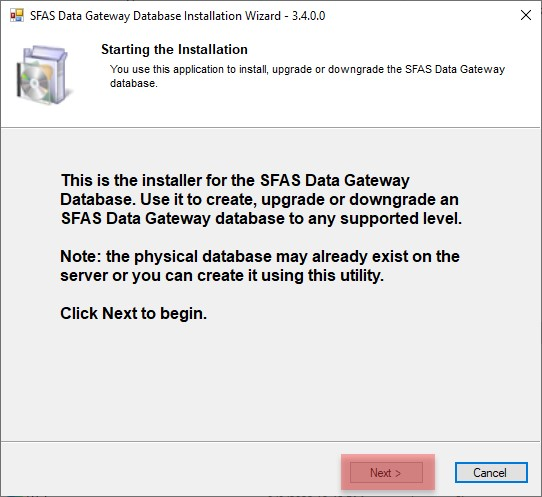 SFAS Data Gateway Database Installation Wizard - 3.4.0.0
Starting the Installation
You use this application to install, upgrade or downgrade the SFAS Data Gateway
database.
This is the installer for the SFAS Data Gateway
Database. Use it to create, upgrade or downgrade an
SFAS Data Gateway database to any supported level.
Note: the physical database may already exist on the
server or you can create it using this utility.
Click Next to begin.
Next >
Cancel